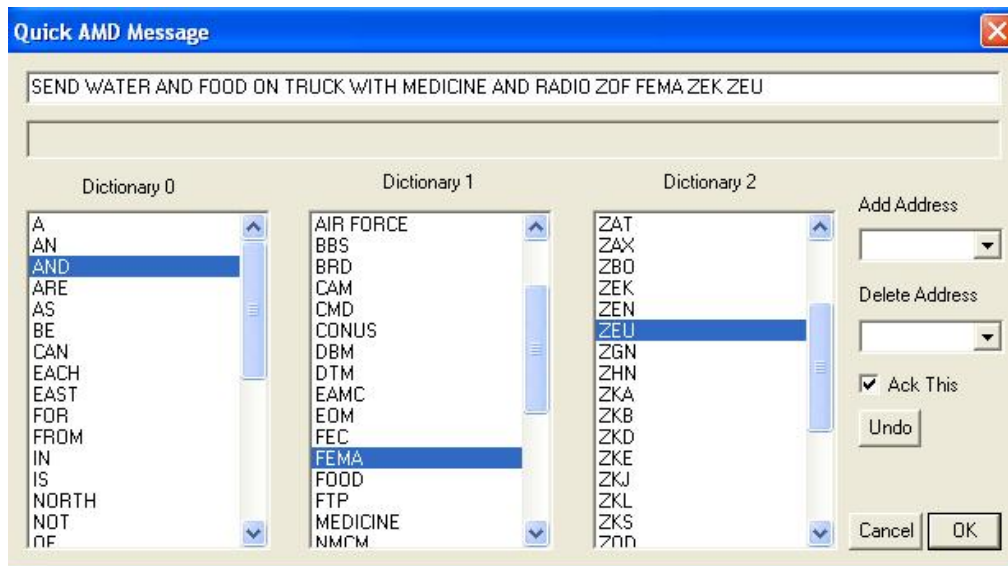 Quick AMD Message
SEND WATER AND FOOD ON TRUCK WITH MEDICINE AND RADIO ZOF FEMA ZEK ZEU
Dictionary 0
A
AN
AND
ARE
AS
BE
CAN
EACH
EAST
FOR
FROM
IN
IS
NORTH
NOT
OF
Dictionary 1
AIR FORCE
BBS
BRD
CAM
CMD
CONUS
DBM
DTM
EAMC
EOM
FEC
FEMA
FOOD
FTP
MEDICINE
NMCM
Dictionary 2
ZAT
ZAX
ZBO
ZEK
ZEN
ZEU
ZGN
ZHN
ZKA
ZKB
ZKD
ZKE
ZKJ
ZKL
ZKS
Add Address
Delete Address
Ack This
Undo
Cancel
OK